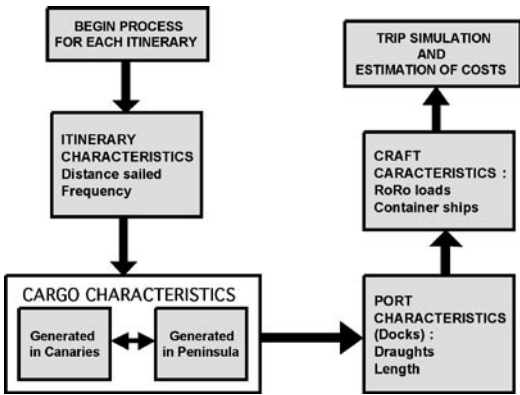 BEGIN PROCESS
FOR EACH ITINERARY
ITINERARY
CHARACTERISTICS
Distance sailed
Frequency
CARGO CHARACTERISTICS
Generated
in Canaries
Generated
in Peninsula
PORT
CHARACTERISTICS
(Docks) :
Draughts
Length
CRAFT
CARACTERISTICS :
RoRo loads
Container ships
TRIP SIMULATION
AND
ESTIMATION OF COSTS